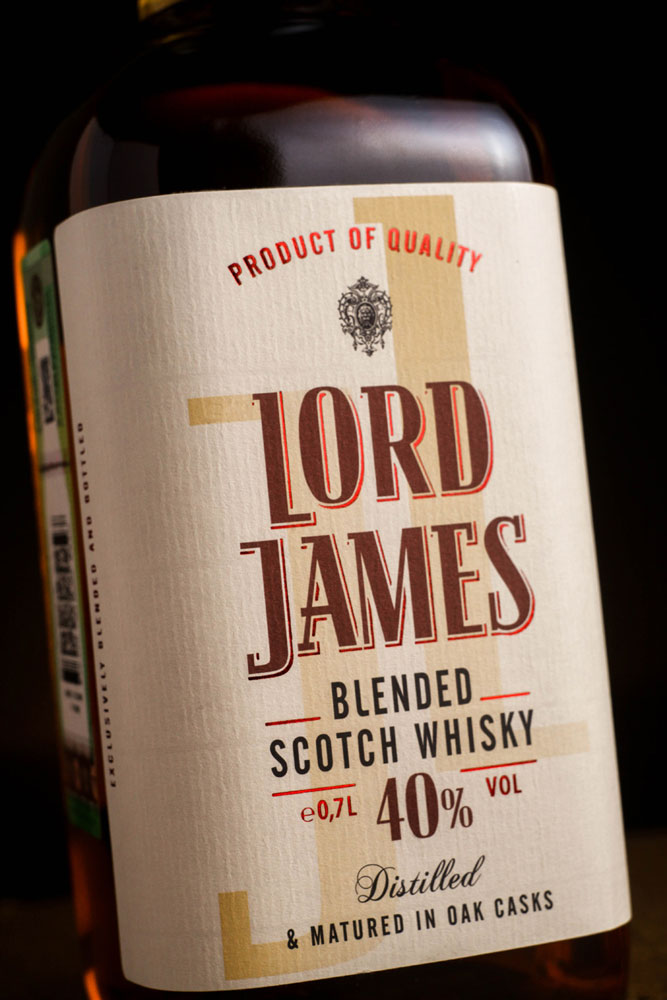 PRODUCT OF QUALITY
LORD
JAMES
BLENDED
SCOTCH WHISKY
℮0,7L 40% VOL
Distilled
& MATURED IN OAK CASKS
EXCLUSIVELY BLENDED AND BOTTLED